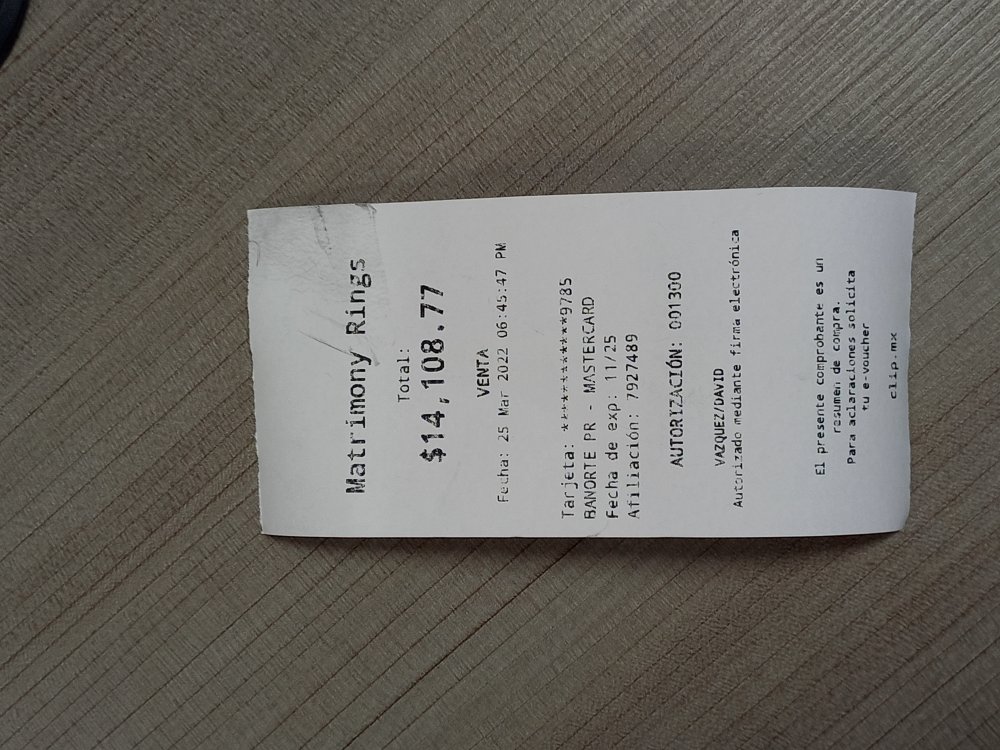 Matrimony Rings
Total:
$14,108.77
VENTA
Fecha: 25 Mar 2022 06:45:47 PM
Tarjeta: ************9785
BANORTE PR - MASTERCARD
Fecha de exp: 11/25
Afiliación: 7927489
AUTORIZACIÓN: 001300
VAZQUEZ/DAVID
Autorizado mediante firma electrónica
El presente comprobante es un
resumen de compra.
Para aclaraciones solicita
tu e-voucher
clip.mx